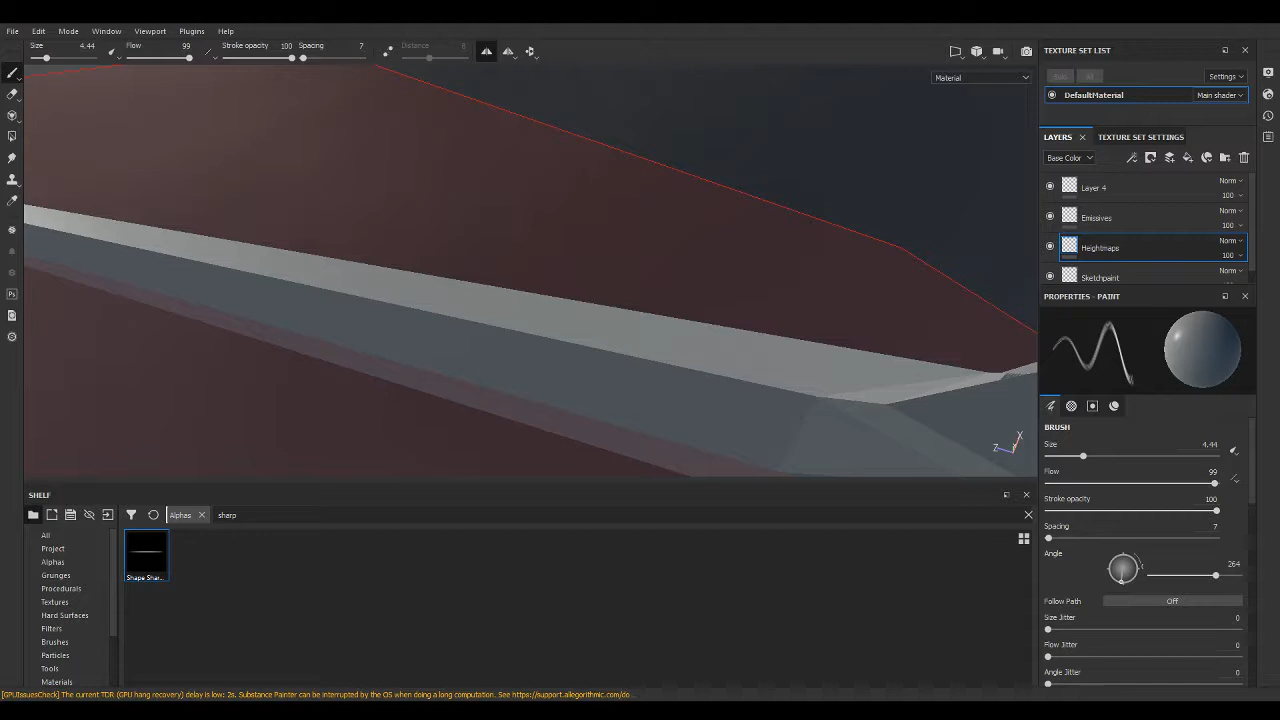 File Edit Mode Window Viewport Plugins Help
Size 4.44 Flow 99 Stroke opacity 100 Spacing 7 Distance 8
Material
TEXTURE SET LIST
Solo All Settings
DefaultMaterial Main shader
LAYERS TEXTURE SET SETTINGS
Base Color
Layer 4 Norm 100
Emissives Norm 100
Heightmaps Norm 100
Sketchpaint Norm
PROPERTIES - PAINT
BRUSH
Size 4.44
Flow 99
Stroke opacity 100
Spacing 7
Angle 264
Follow Path Off
Size Jitter 0
Flow Jitter 0
Angle Jitter 0
X
Z
Y
SHELF
Alphas sharp
All
Project
Alphas
Grunges
Procedurals
Textures
Hard Surfaces
Filters
Brushes
Particles
Tools
Materials
Shape Shar...
Ps
[GPUIssuesCheck] The current TDR (GPU hang recovery) delay is low: 2s. Substance Painter can be interrupted by the OS when doing a long computation. See https://support.allegorithmic.com/do...